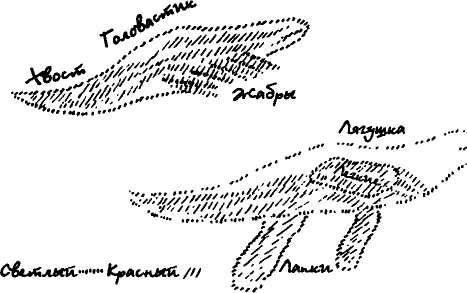 Головастик
Хвост
Жабры
Лягушка
Легкие
Лапки
Светлый ······ Красный ///